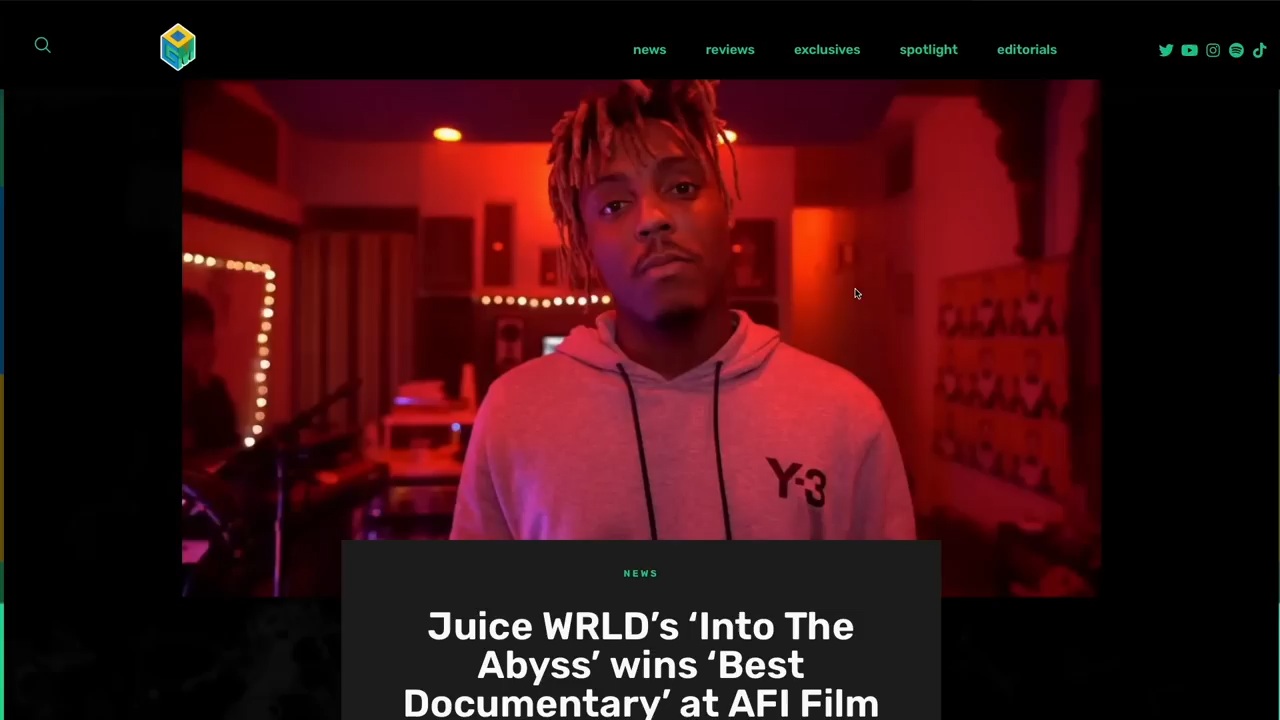 news reviews exclusives spotlight editorials
Y-3
NEWS
Juice WRLD’s ‘Into The
Abyss’ wins ‘Best
Documentary’ at AFI Film